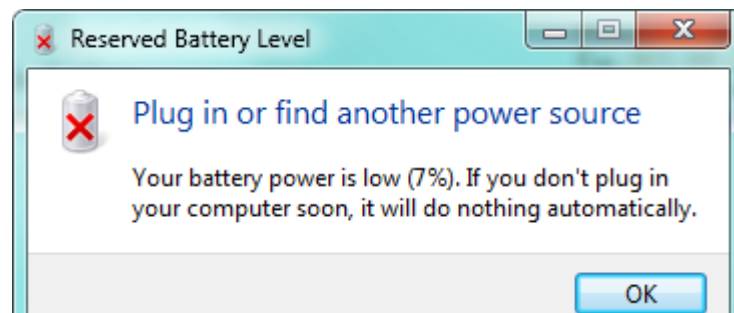 Reserved Battery Level
Plug in or find another power source
Your battery power is low (7%). If you don't plug in
your computer soon, it will do nothing automatically.
OK